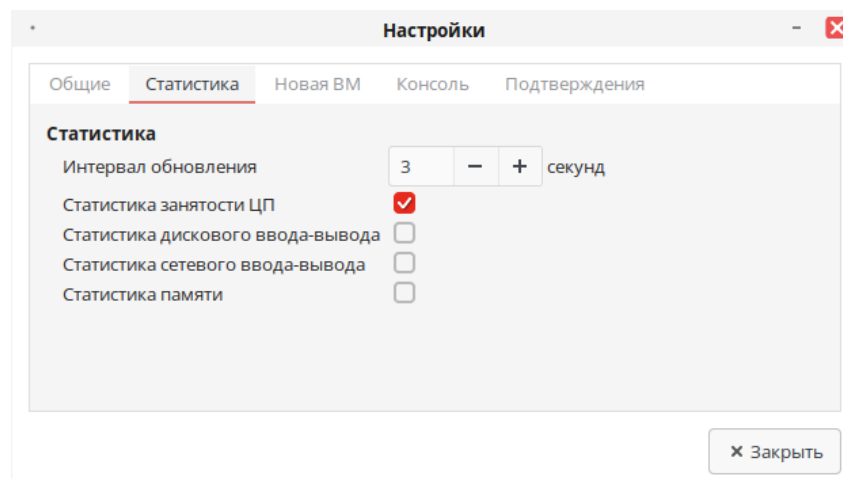 Настройки
Общие Статистика Новая ВМ Консоль Подтверждения
Статистика
Интервал обновления 3 − + секунд
Статистика занятости ЦП
Статистика дискового ввода-вывода
Статистика сетевого ввода-вывода
Статистика памяти
Закрыть